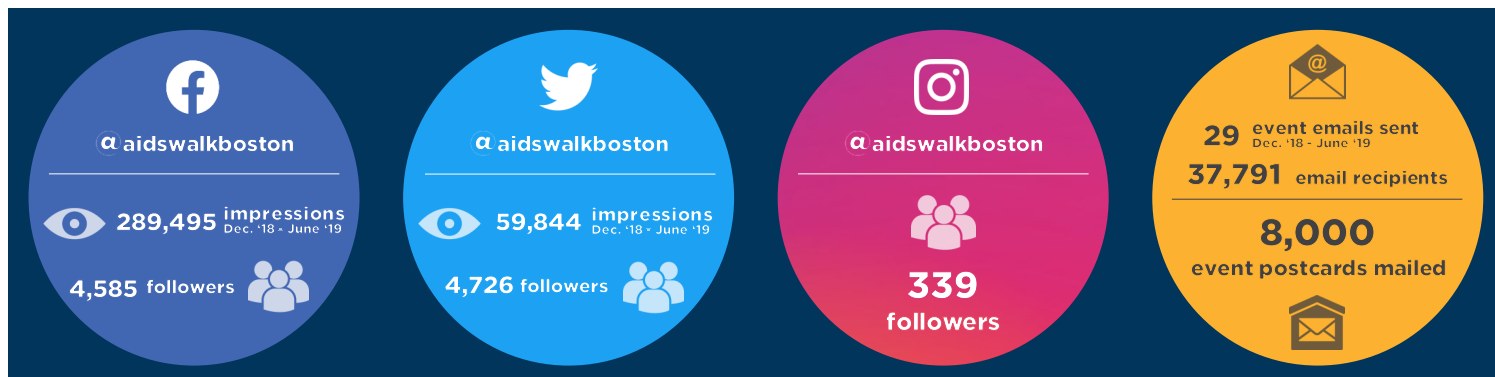 @aidswalkboston
289,495 impressions
Dec. ‘18 - June ‘19
4,585 followers
@aidswalkboston
59,844 impressions
Dec. ‘18 - June ‘19
4,726 followers
@aidswalkboston
339
followers
@
29 event emails sent
Dec. ‘18 - June ‘19
37,791 email recipients
8,000
event postcards mailed